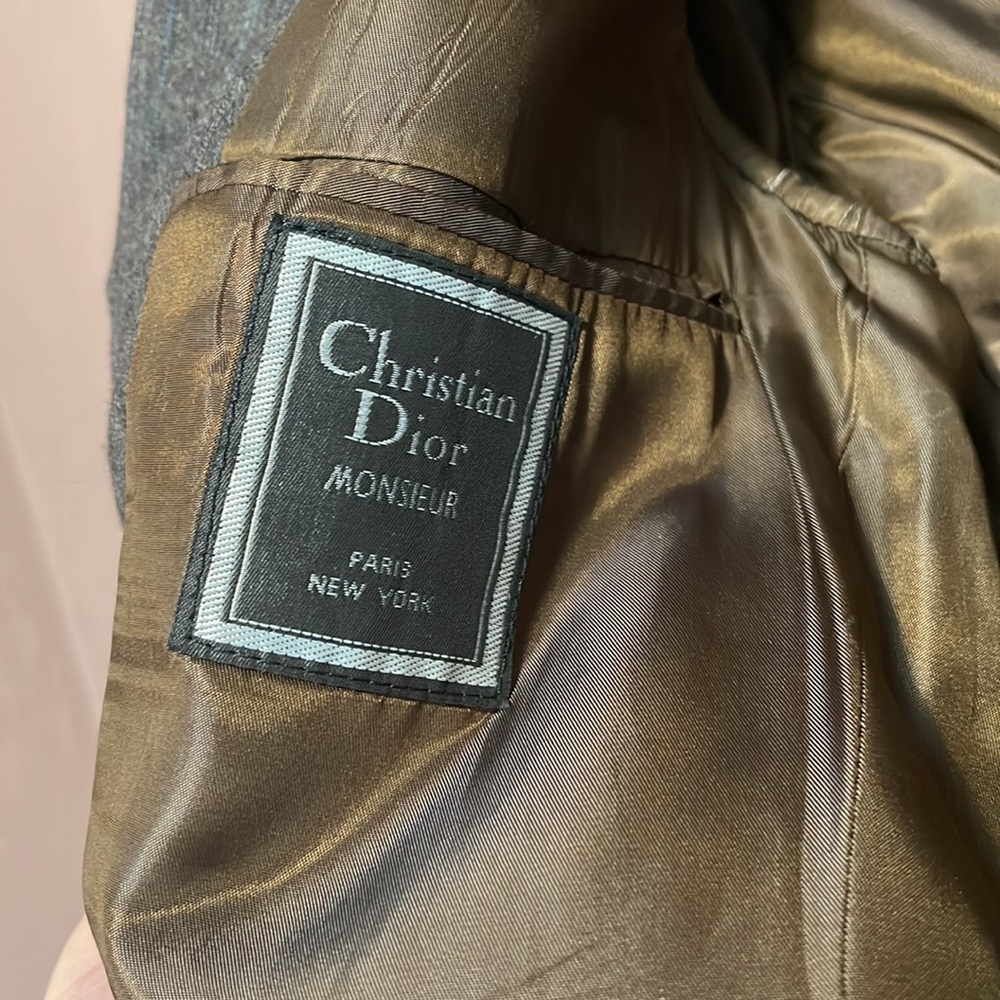 Christian
Dior
MONSIEUR
PARIS
NEW YORK